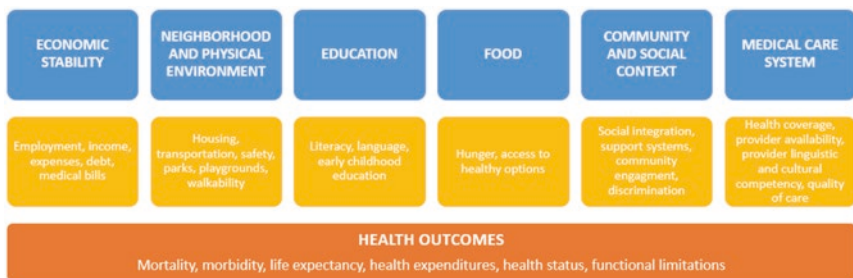 ECONOMIC
STABILITY
NEIGHBORHOOD
AND PHYSICAL
ENVIRONMENT
EDUCATION
FOOD
COMMUNITY
AND SOCIAL
CONTEXT
MEDICAL CARE
SYSTEM
Employment, income,
expenses, debt,
medical bills
Housing,
transportation, safety,
parks, playgrounds,
walkability
Literacy, language,
early childhood
education
Hunger, access to
healthy options
Social integration,
support systems,
community
engagment,
discrimination
Health coverage,
provider availability,
provider linguistic
and cultural
competency, quality
of care
HEALTH OUTCOMES
Mortality, morbidity, life expectancy, health expenditures, health status, functional limitations